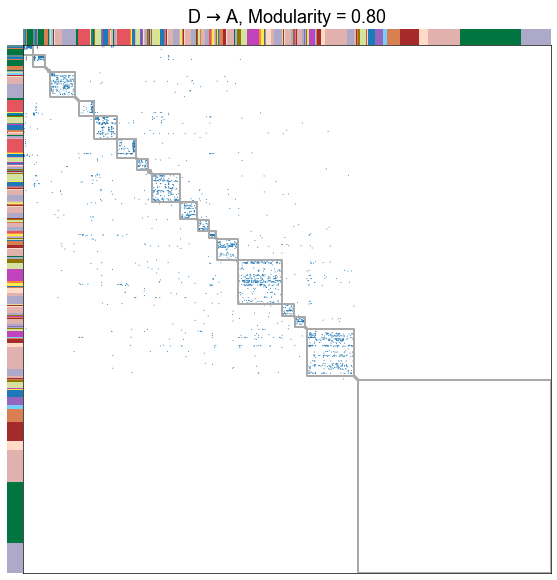 D → A, Modularity = 0.80